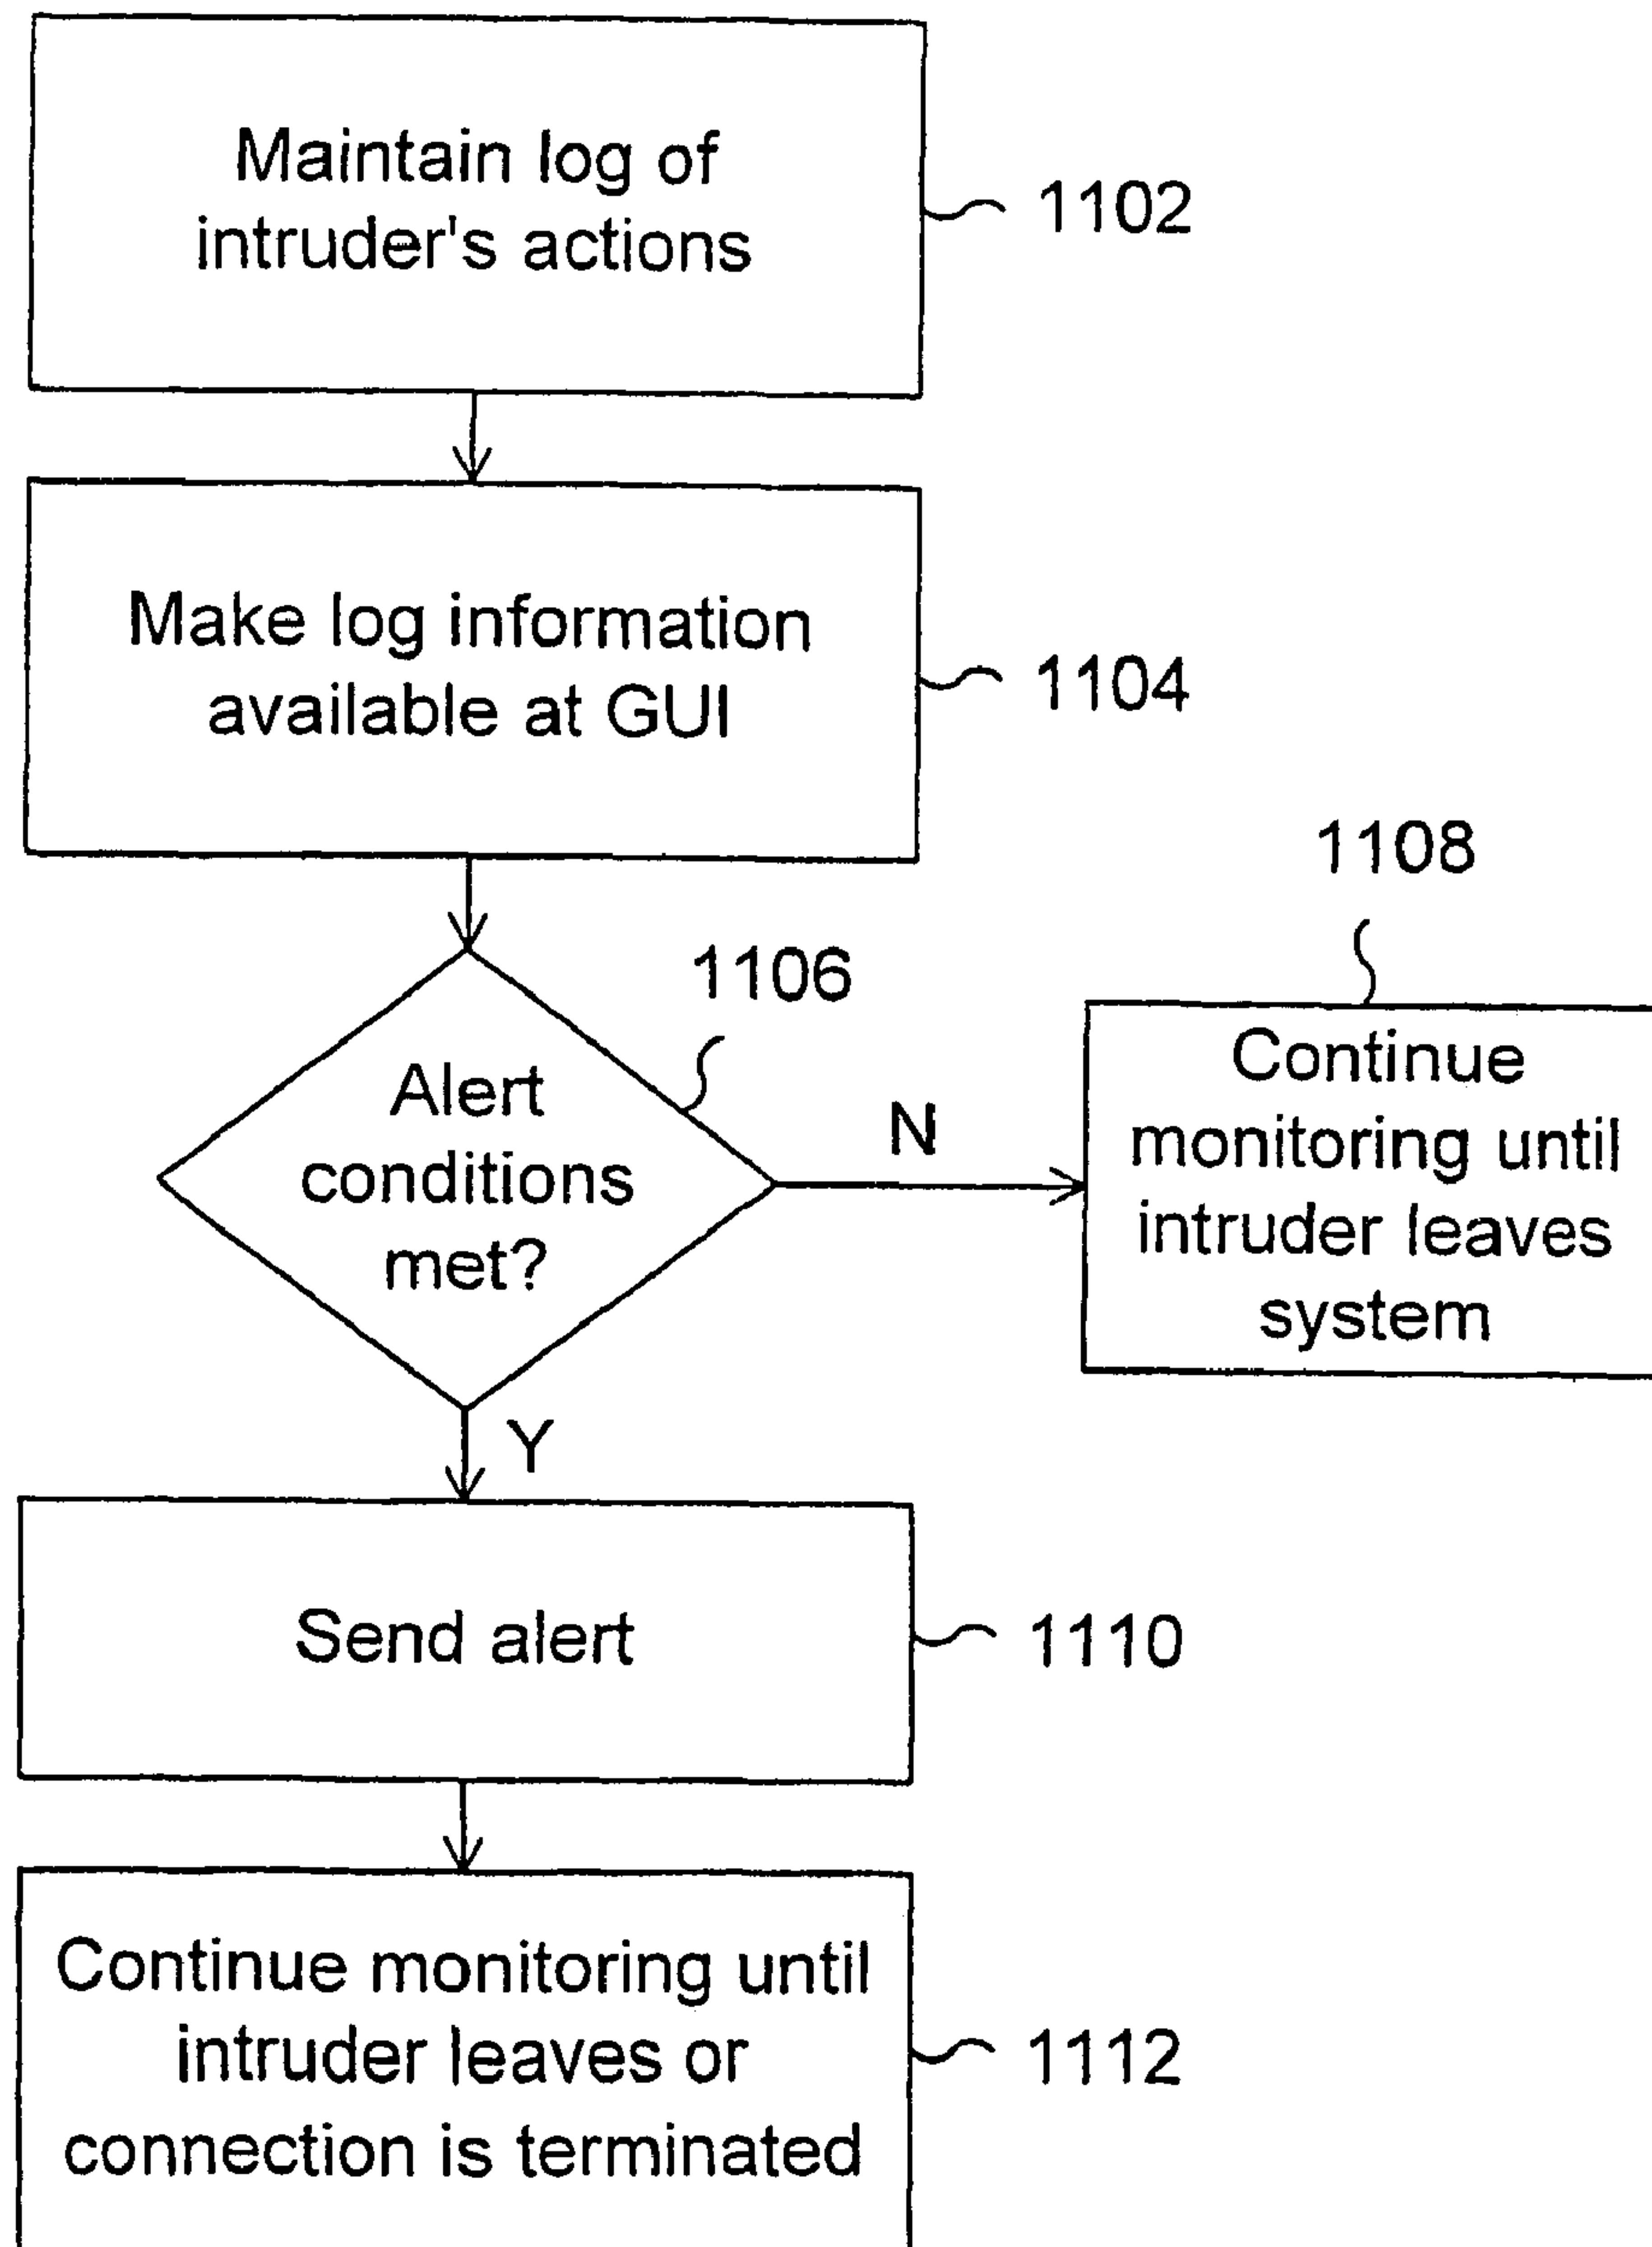 Maintain log of
intruder's actions
1102
Make log information
available at GUI
1104
1108
1106
Alert
conditions
met?
N
Continue
monitoring until
intruder leaves
system
Y
Send alert
1110
Continue monitoring until
intruder leaves or
connection is terminated
1112